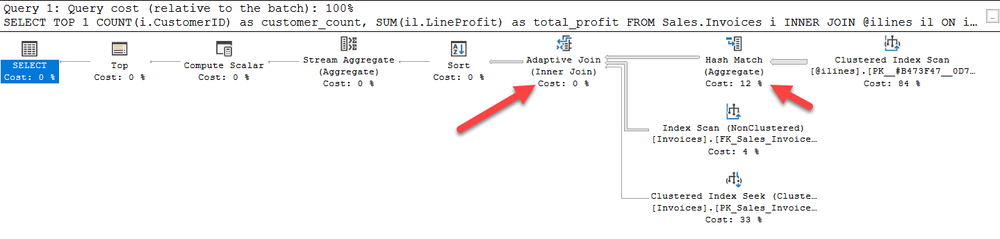 Query 1: Query cost (relative to the batch): 100%
SELECT TOP 1 COUNT(i.CustomerID) as customer_count, SUM(il.LineProfit) as total_profit FROM Sales.Invoices i INNER JOIN @ilines il ON i…
SELECT
Cost: 0 %
Top
Cost: 0 %
Compute Scalar
Cost: 0 %
Stream Aggregate
(Aggregate)
Cost: 0 %
Sort
Cost: 0 %
Adaptive Join
(Inner Join)
Cost: 0 %
Hash Match
(Aggregate)
Cost: 12 %
Clustered Index Scan
[@ilines].[PK__#B473F47__0D7…
Cost: 84 %
Index Scan (NonClustered)
[Invoices].[FK_Sales_Invoice…
Cost: 4 %
Clustered Index Seek (Cluste…
[Invoices].[PK_Sales_Invoice…
Cost: 33 %